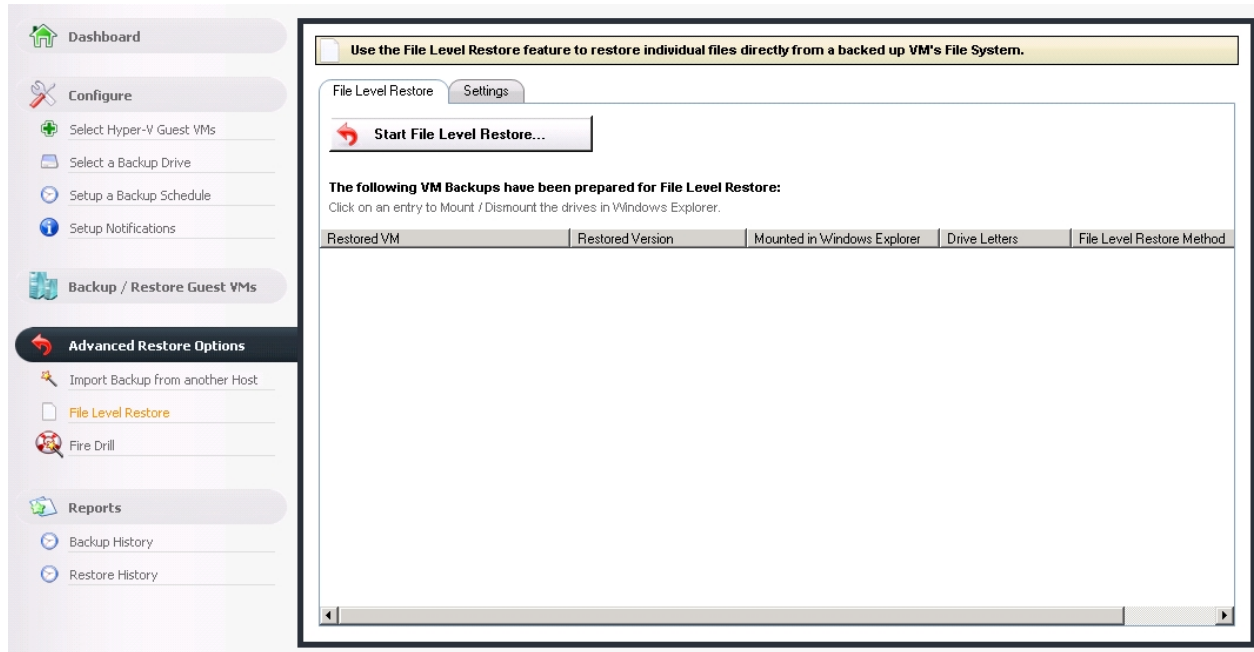 Dashboard
Configure
Select Hyper-V Guest VMs
Select a Backup Drive
Setup a Backup Schedule
Setup Notifications
Backup / Restore Guest VMs
Advanced Restore Options
Import Backup from another Host
File Level Restore
Fire Drill
Reports
Backup History
Restore History
Use the File Level Restore feature to restore individual files directly from a backed up VM's File System.
File Level Restore Settings
Start File Level Restore...
The following VM Backups have been prepared for File Level Restore:
Click on an entry to Mount / Dismount the drives in Windows Explorer.
Restored VM Restored Version Mounted in Windows Explorer Drive Letters File Level Restore Method